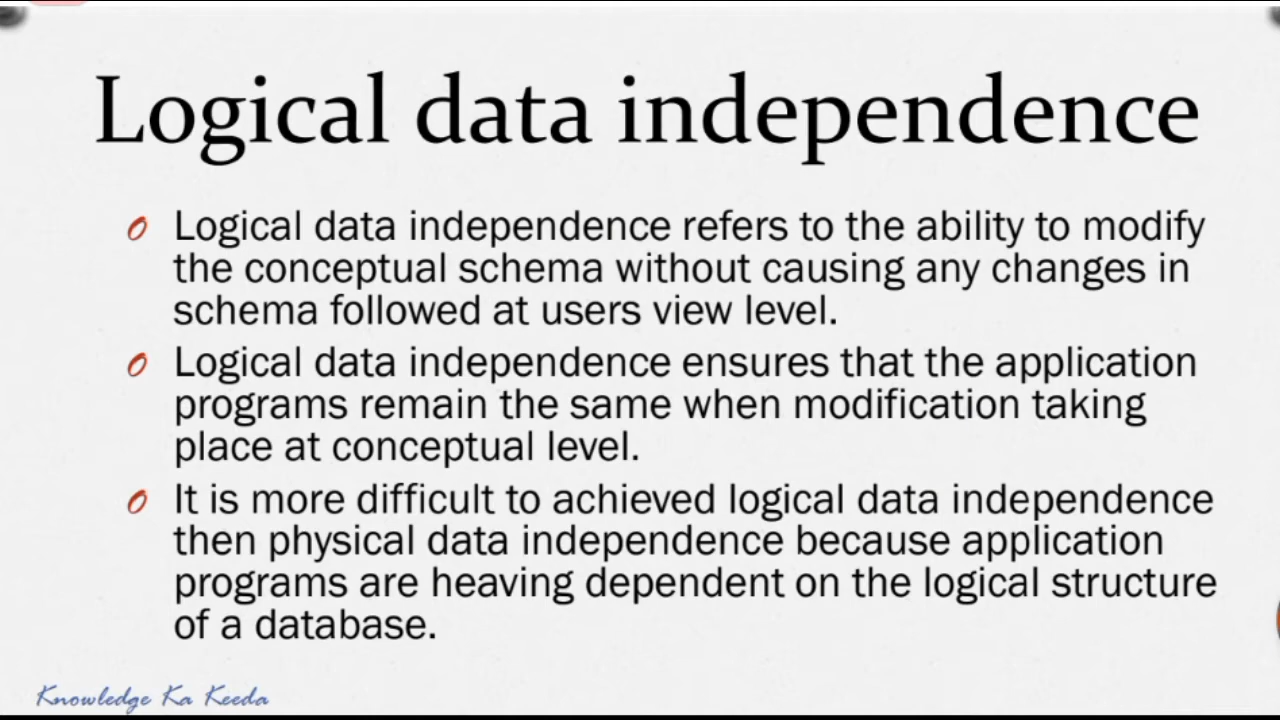 Logical data independence
Logical data independence refers to the ability to modify
the conceptual schema without causing any changes in
schema followed at users view level.
Logical data independence ensures that the application
programs remain the same when modification taking
place at conceptual level.
It is more difficult to achieved logical data independence
then physical data independence because application
programs are heaving dependent on the logical structure
of a database.
Knowledge Ka Keeda